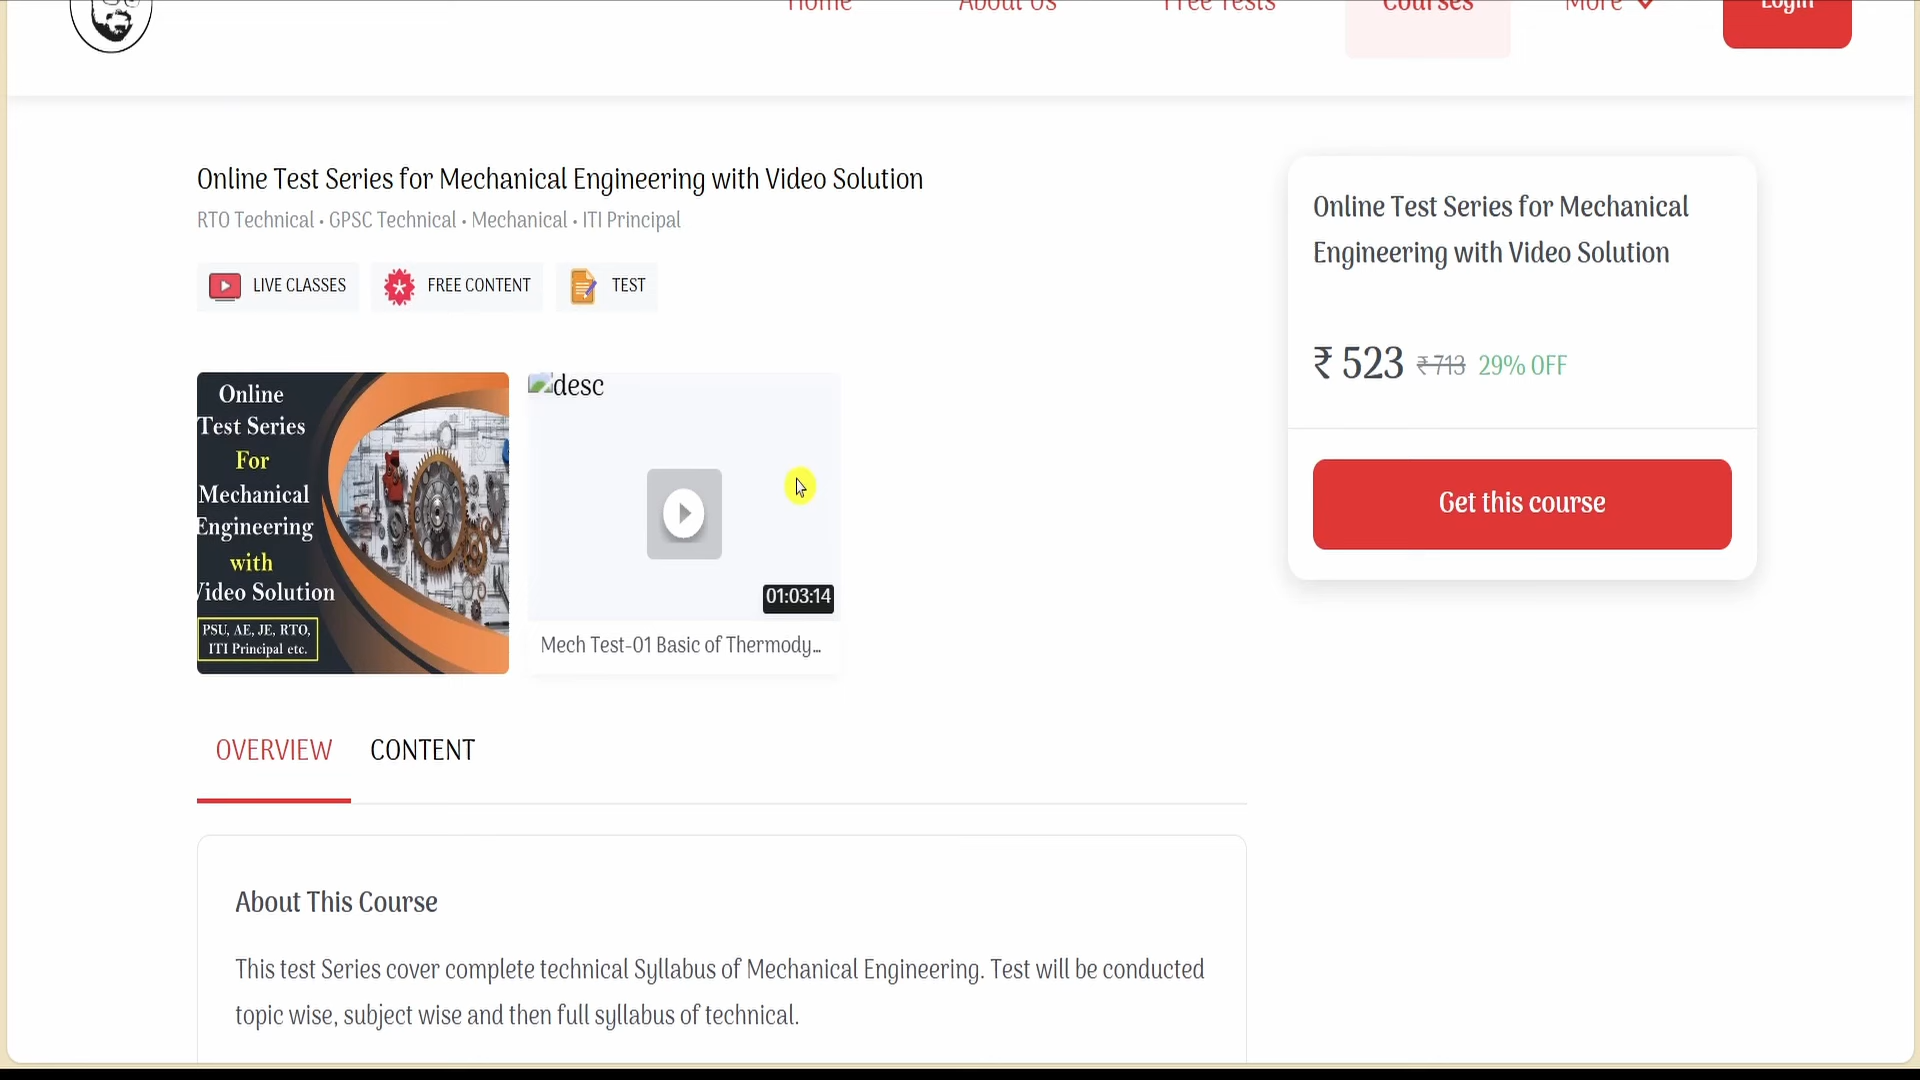 Home
About Us
Free Tests
Courses
More
Login
Online Test Series for Mechanical Engineering with Video Solution
RTO Technical • GPSC Technical • Mechanical • ITI Principal
LIVE CLASSES
FREE CONTENT
TEST
Online
Test Series
For
Mechanical
Engineering
with
Video Solution
PSU, AE, JE, RTO,
ITI Principal etc.
desc
01:03:14
Mech Test-01 Basic of Thermody...
Online Test Series for Mechanical
Engineering with Video Solution
₹ 523 ₹ 713 29% OFF
Get this course
OVERVIEW
CONTENT
About This Course
This test Series cover complete technical Syllabus of Mechanical Engineering. Test will be conducted
topic wise, subject wise and then full syllabus of technical.